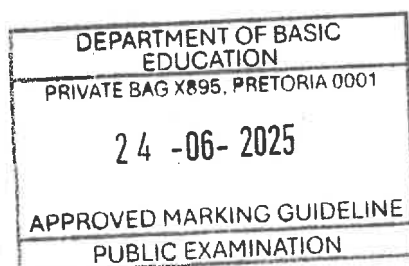 DEPARTMENT OF BASIC
EDUCATION
PRIVATE BAG X895, PRETORIA 0001
24 -06- 2025
APPROVED MARKING GUIDELINE
PUBLIC EXAMINATION